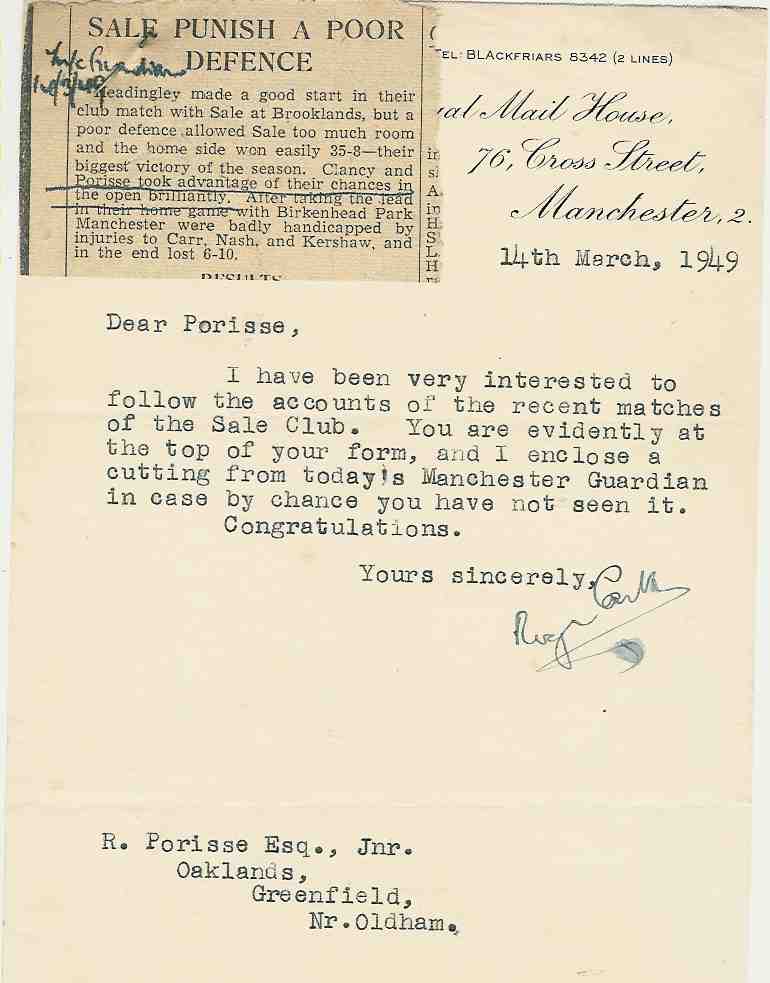 SALE PUNISH A POOR
DEFENCE
M/c Guardian
14/3/49
Headingley made a good start in their
club match with Sale at Brooklands, but a
poor defence allowed Sale too much room
and the home side won easily 35-8—their
biggest victory of the season. Clancy and
Porisse took advantage of their chances in
the open brilliantly. After taking the lead
in their home game with Birkenhead Park
Manchester were badly handicapped by
injuries to Carr, Nash, and Kershaw, and
in the end lost 6-10.
RESULTS
TEL: BLACKFRIARS 8342 (2 LINES)
al Mail House,
76, Cross Street,
Manchester, 2.
14th March, 1949
Dear Porisse,
I have been very interested to
follow the accounts of the recent matches
of the Sale Club. You are evidently at
the top of your form, and I enclose a
cutting from today's Manchester Guardian
in case by chance you have not seen it.
Congratulations.
Yours sincerely,
R. Porisse Esq., Jnr.
Oaklands,
Greenfield,
Nr.Oldham.